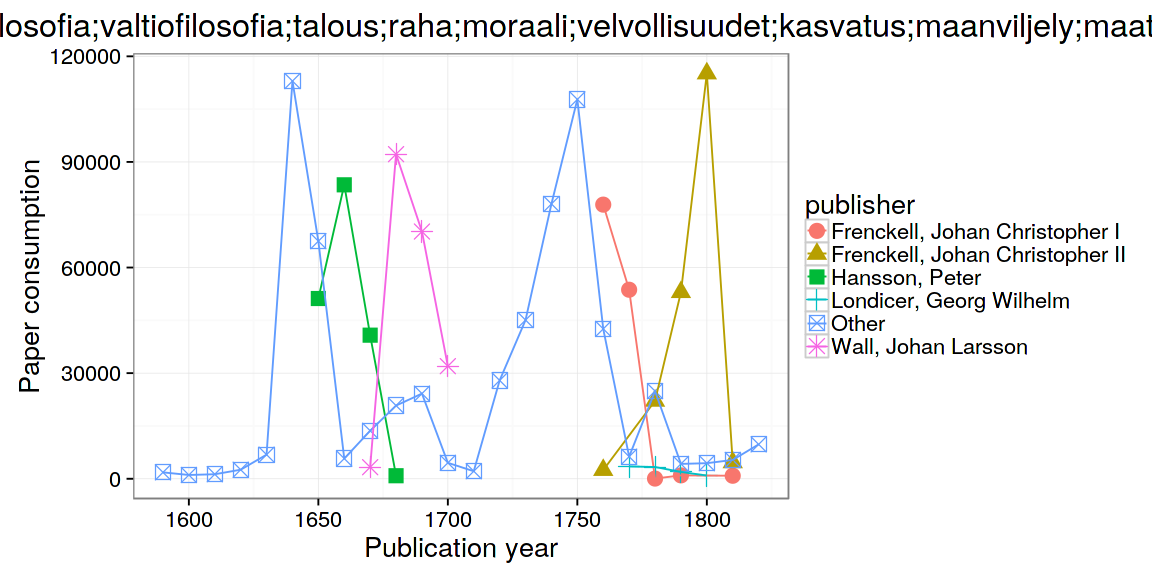 losofia;valtiofilosofia;talous;raha;moraali;velvollisuudet;kasvatus;maanviljely;maat
120000
90000
60000
30000
0
Paper consumption
1600 1650 1700 1750 1800
Publication year
publisher
Frenckell, Johan Christopher I
Frenckell, Johan Christopher II
Hansson, Peter
Londicer, Georg Wilhelm
Other
Wall, Johan Larsson